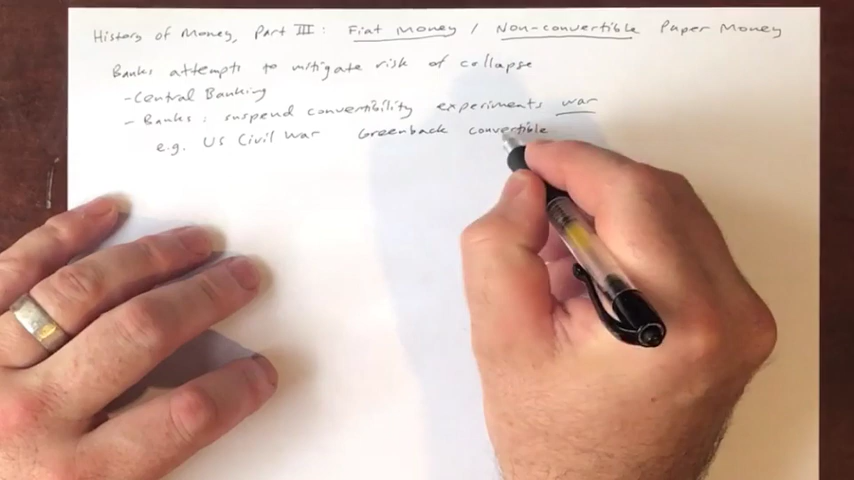 History of Money, Part III: Fiat Money / Non-convertible Paper Money
Banks attempts to mitigate risk of collapse
- Central Banking
- Banks: suspend convertibility experiments war
e.g. US Civil War Greenback convertible